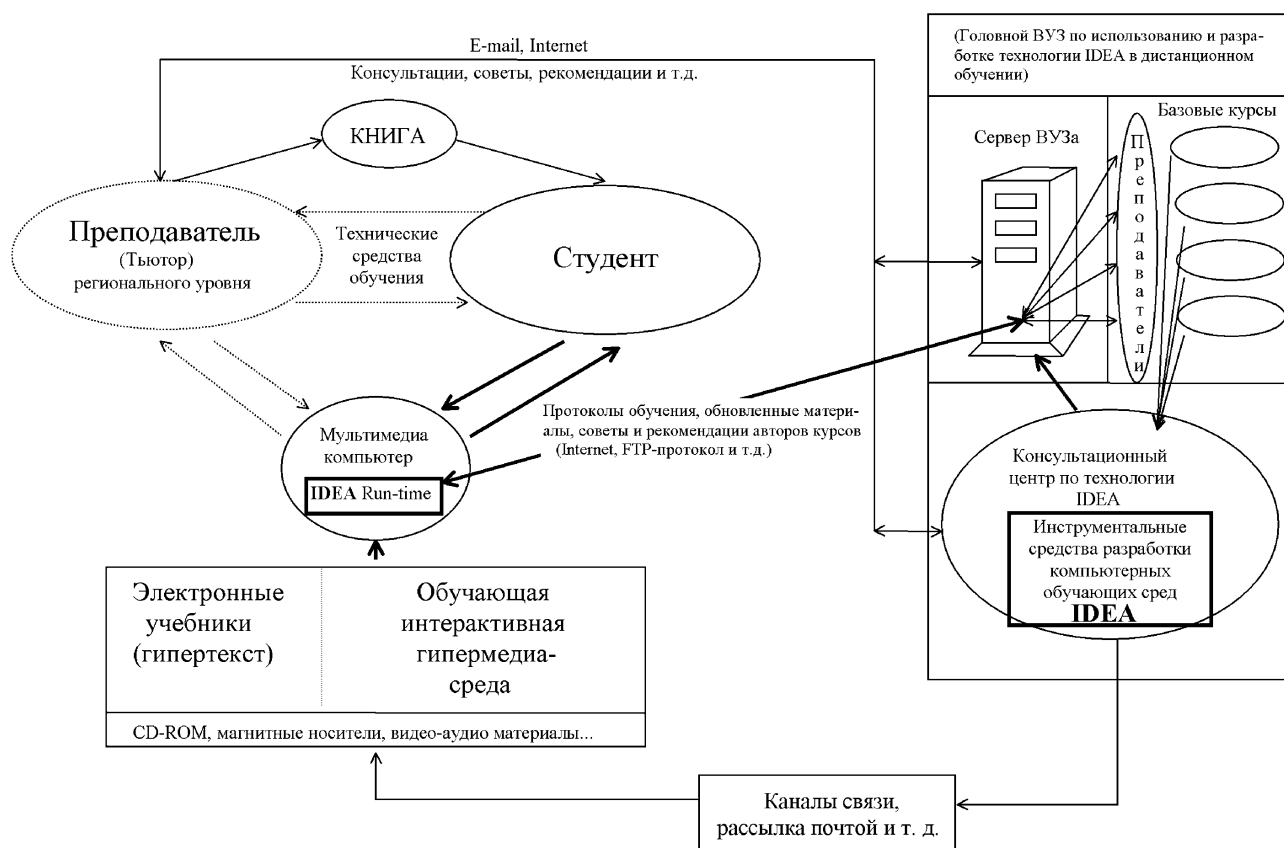 E-mail, Internet
Консультации, советы, рекомендации и т.д.
КНИГА
Преподаватель
(Тьютор)
регионального уровня
Технические
средства
обучения
Студент
Мультимедиа
компьютер
IDEA Run-time
Протоколы обучения, обновленные матери-
алы, советы и рекомендации авторов курсов
(Internet, FTP-протокол и т.д.)
Электронные
учебники
(гипертекст)
Обучающая
интерактивная
гипермедиа-
среда
CD-ROM, магнитные носители, видео-аудио материалы...
Каналы связи,
рассылка почтой и т. д.
(Головной ВУЗ по использованию и разра-
ботке технологии IDEA в дистанционном
обучении)
Сервер ВУЗа
Преподаватели
Базовые курсы
Консультационный
центр по технологии
IDEA
Инструментальные
средства разработки
компьютерных
обучающих сред
IDEA